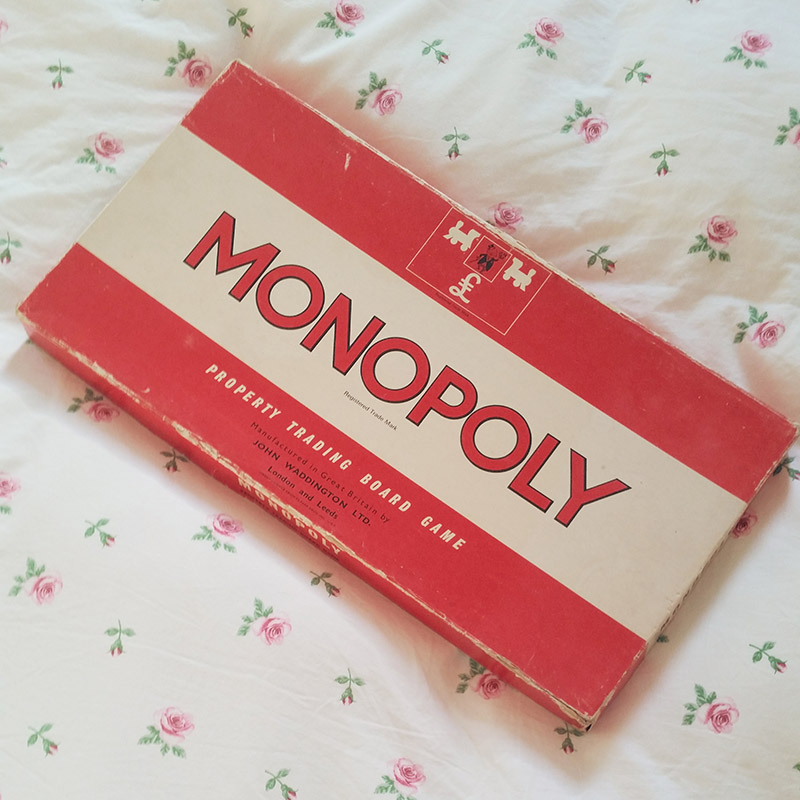 £
MONOPOLY
Registered Trade Mark
PROPERTY TRADING BOARD GAME
Manufactured in Great Britain by
JOHN WADDINGTON LTD.
London and Leeds
MONOPOLY